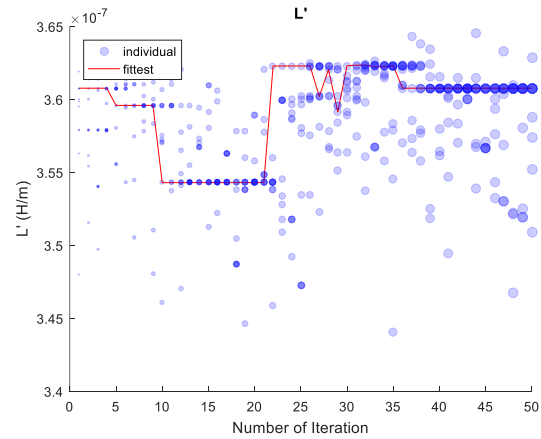 L'
×10⁻⁷
3.65
individual
fittest
3.6
3.55
L' (H/m)
3.5
3.45
3.4
0 5 10 15 20 25 30 35 40 45 50
Number of Iteration